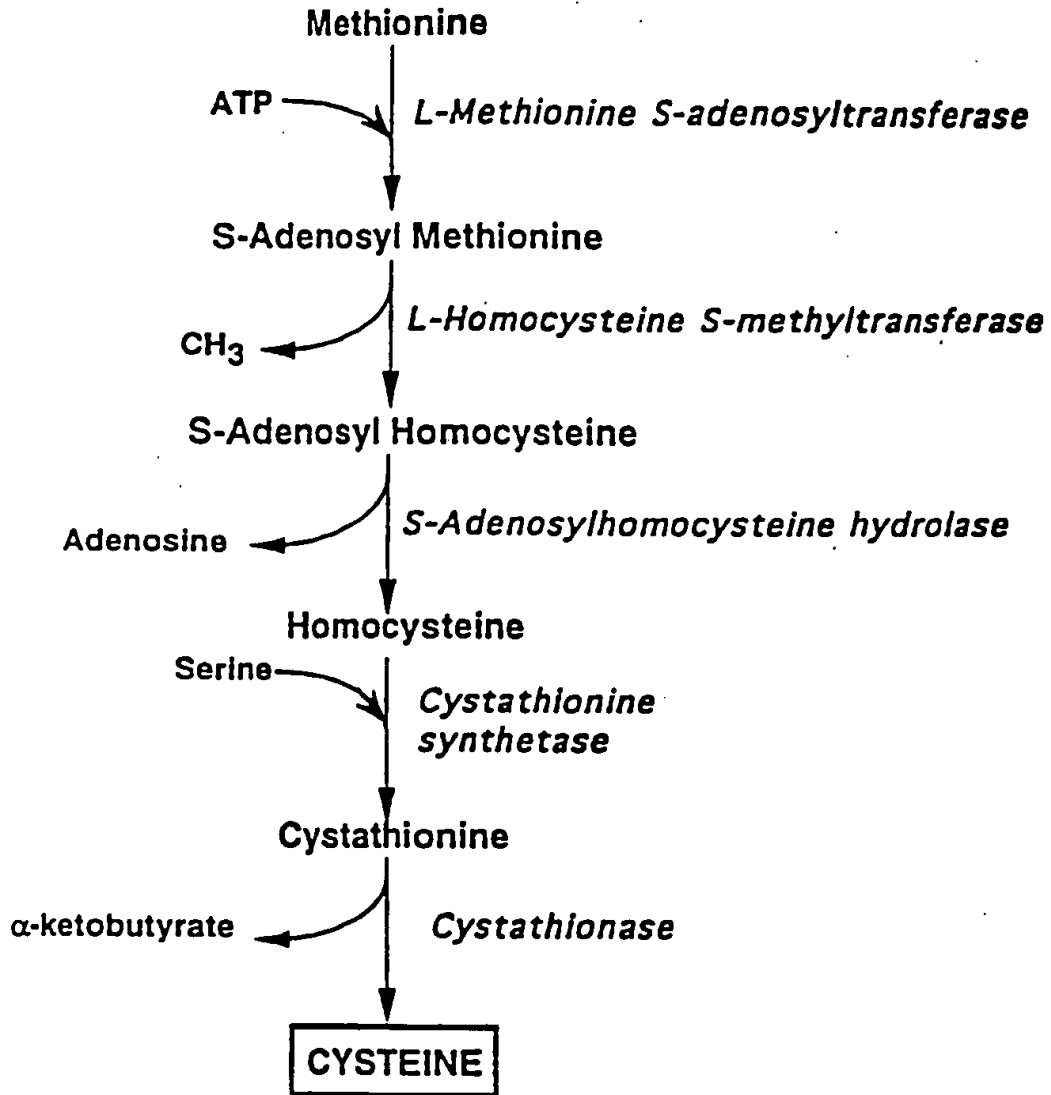 Methionine
ATP
L-Methionine S-adenosyltransferase
S-Adenosyl Methionine
L-Homocysteine S-methyltransferase
CH3
S-Adenosyl Homocysteine
S-Adenosylhomocysteine hydrolase
Adenosine
Homocysteine
Serine
Cystathionine
synthetase
Cystathionine
α-ketobutyrate
Cystathionase
CYSTEINE